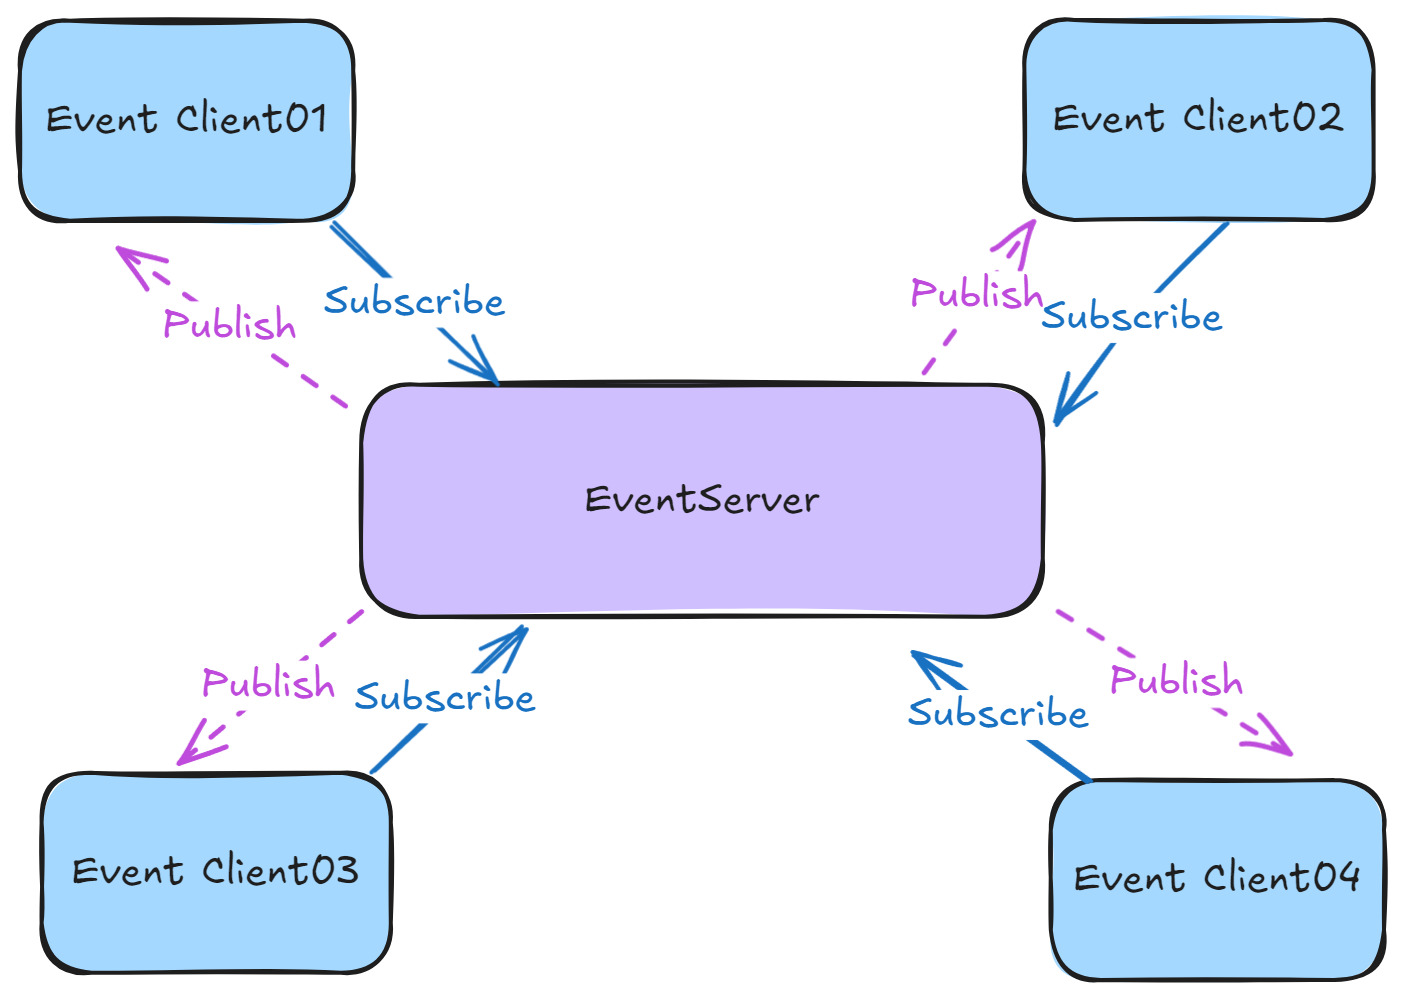 Event Client01
Event Client02
Publish
Subscribe
Publish
Subscribe
EventServer
Publish
Subscribe
Publish
Subscribe
Event Client03
Event Client04